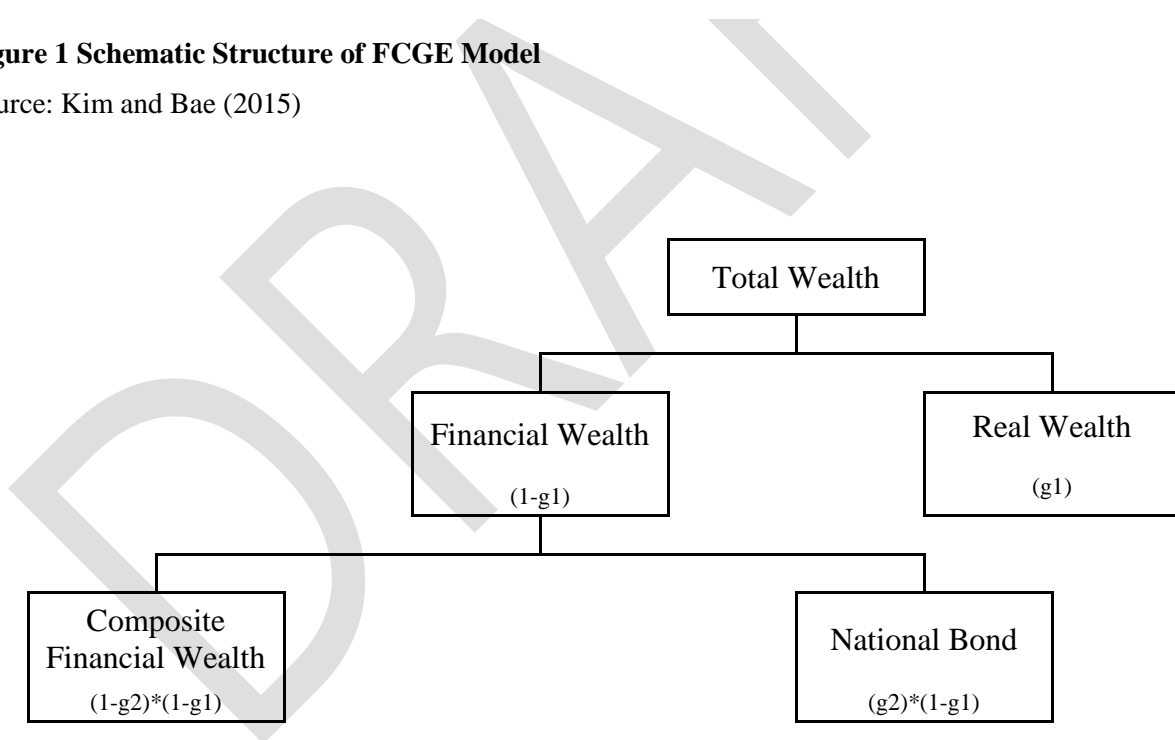 gure 1 Schematic Structure of FCGE Model
urce: Kim and Bae (2015)
Total Wealth
Financial Wealth
(1-g1)
Real Wealth
(g1)
Composite
Financial Wealth
(1-g2)*(1-g1)
National Bond
(g2)*(1-g1)
DRAF